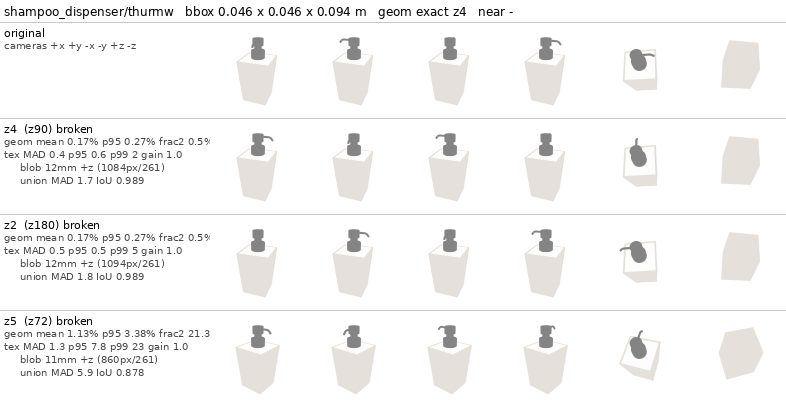 shampoo_dispenser/thurmw   bbox 0.046 x 0.046 x 0.094 m   geom exact z4   near -
original
cameras +x +y -x -y +z -z
z4  (z90) broken
geom mean 0.17% p95 0.27% frac2 0.5%
tex MAD 0.4 p95 0.6 p99 2 gain 1.0
blob 12mm +z (1084px/261)
union MAD 1.7 IoU 0.989
z2  (z180) broken
geom mean 0.17% p95 0.27% frac2 0.5%
tex MAD 0.5 p95 0.5 p99 5 gain 1.0
blob 12mm +z (1094px/261)
union MAD 1.8 IoU 0.989
z5  (z72) broken
geom mean 1.13% p95 3.38% frac2 21.3
tex MAD 1.3 p95 7.8 p99 23 gain 1.0
blob 11mm +z (860px/261)
union MAD 5.9 IoU 0.878